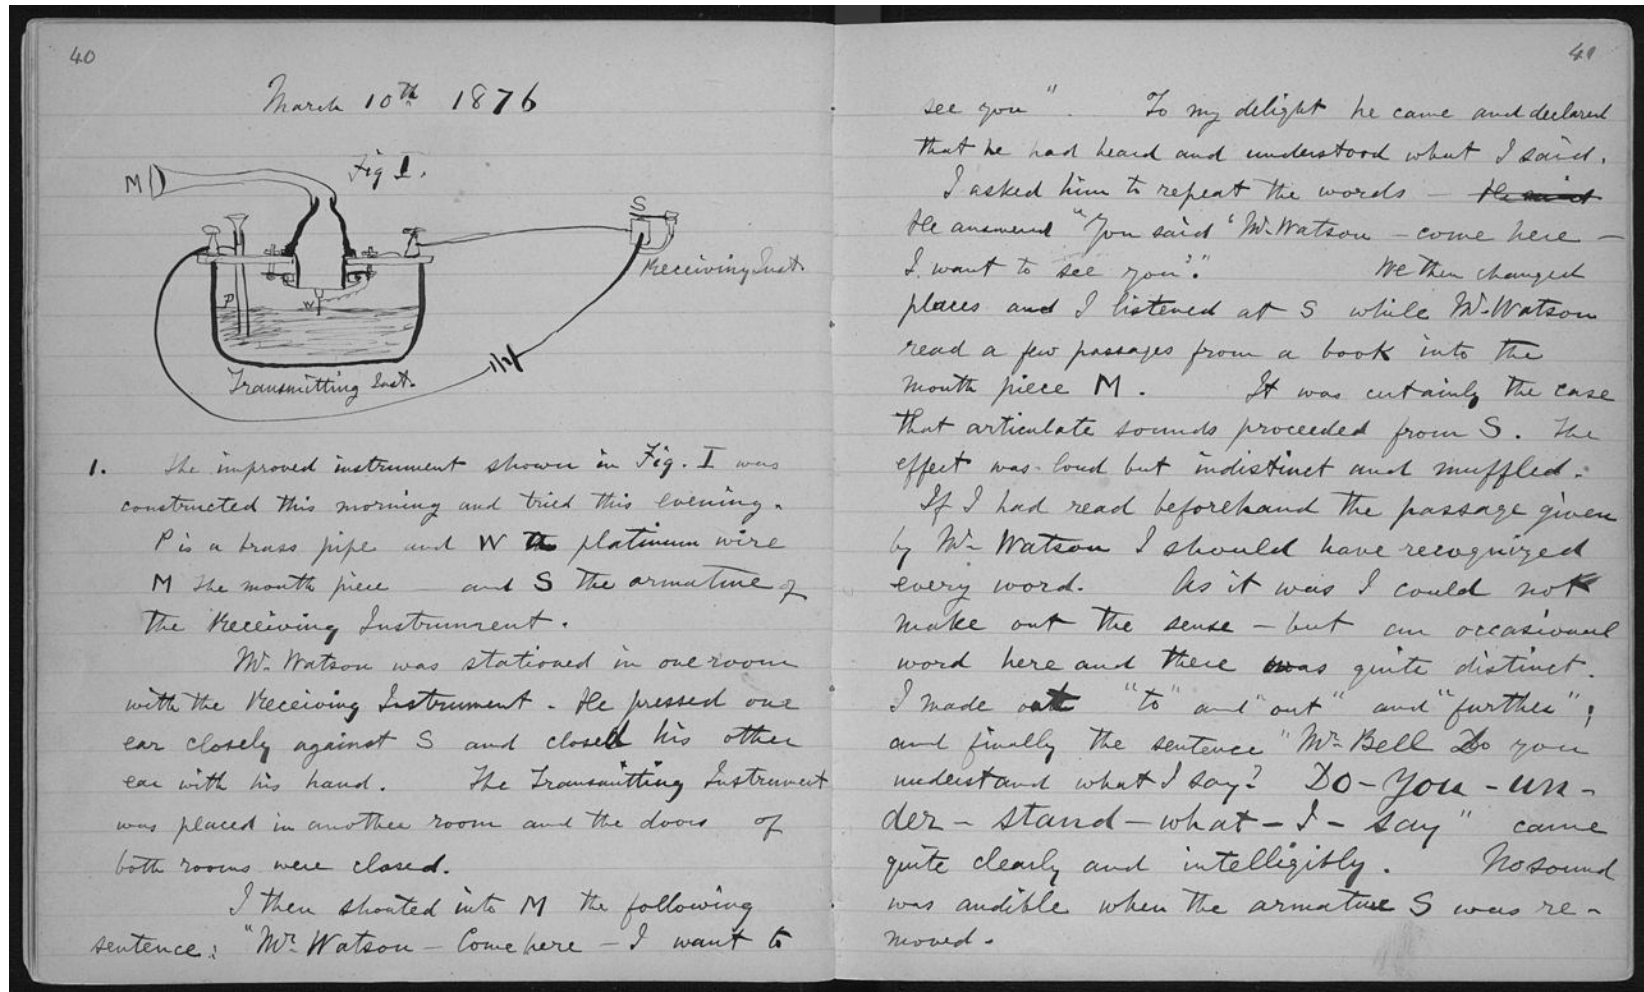 40
March 10th 1876
Fig I.
M
S
Receiving Inst.
P
W
Transmitting Inst.
1. The improved instrument shown in Fig. I was
constructed this morning and tried this evening.
P is a brass pipe and W the platinum wire
M the mouth piece — and S the armature of
the Receiving Instrument.
Mr. Watson was stationed in one room
with the Receiving Instrument. He pressed one
ear closely against S and closed his other
ear with his hand. The Transmitting Instrument
was placed in another room and the doors of
both rooms were closed.
I then shouted into M the following
sentence: "Mr. Watson — Come here — I want to
41
see you". To my delight he came and declared
that he had heard and understood what I said.
I asked him to repeat the words — He said
He answered "You said 'Mr. Watson — come here —
I want to see you'." We then changed
places and I listened at S while Mr. Watson
read a few passages from a book into the
mouth piece M. It was certainly the case
that articulate sounds proceeded from S. The
effect was loud but indistinct and muffled.
If I had read beforehand the passage given
by Mr. Watson I should have recognized
every word. As it was I could not
make out the sense — but an occasional
word here and there was quite distinct.
I made out "to" and "out" and "further";
and finally the sentence "Mr. Bell Do you
understand what I say? Do - you - un -
der - stand - what - I - say" came
quite clearly and intelligibly. No sound
was audible when the armature S was re-
moved.